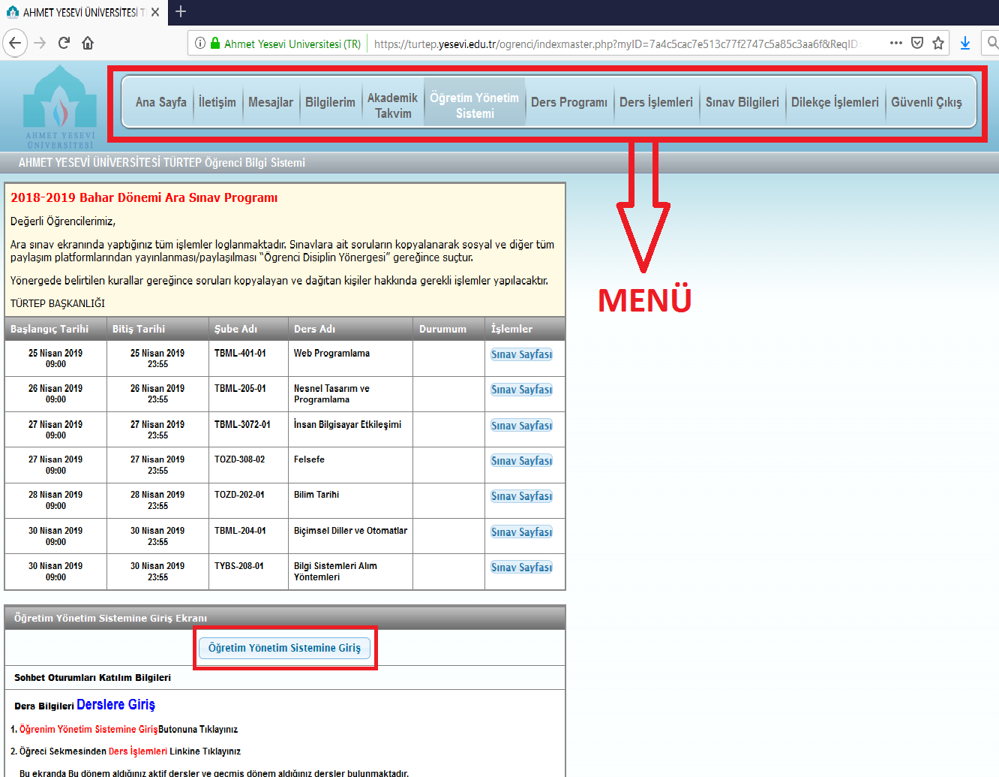 AHMET YESEVİ ÜNİVERSİTESİ T
Ahmet Yesevi Universitesi (TR)
https://turtep.yesevi.edu.tr/ogrenci/indexmaster.php?myID=7a4c5cac7e513c77f2747c5a85c3aa6f&ReqID=
AHMET YESEVİ
ÜNİVERSİTESİ
Ana Sayfa
İletişim
Mesajlar
Bilgilerim
Akademik
Takvim
Öğretim Yönetim
Sistemi
Ders Programı
Ders İşlemleri
Sınav Bilgileri
Dilekçe İşlemleri
Güvenli Çıkış
AHMET YESEVİ ÜNİVERSİTESİ TÜRTEP Öğrenci Bilgi Sistemi
MENÜ
2018-2019 Bahar Dönemi Ara Sınav Programı
Değerli Öğrencilerimiz,
Ara sınav ekranında yaptığınız tüm işlemler loglanmaktadır. Sınavlara ait soruların kopyalanarak sosyal ve diğer tüm
paylaşım platformlarından yayınlanması/paylaşılması “Ögrenci Disiplin Yönergesi” gereğince suçtur.
Yönergede belirtilen kurallar gereğince soruları kopyalayan ve dağıtan kişiler hakkında gerekli işlemler yapılacaktır.
TÜRTEP BAŞKANLIĞI
Başlangıç Tarihi Bitiş Tarihi Şube Adı Ders Adı Durumum İşlemler
25 Nisan 2019 25 Nisan 2019 TBML-401-01 Web Programlama Sınav Sayfası
09:00 23:55
26 Nisan 2019 26 Nisan 2019 TBML-205-01 Nesnel Tasarım ve Sınav Sayfası
09:00 23:55 Programlama
27 Nisan 2019 27 Nisan 2019 TBML-3072-01 İnsan Bilgisayar Etkileşimi Sınav Sayfası
09:00 23:55
27 Nisan 2019 27 Nisan 2019 TOZD-308-02 Felsefe Sınav Sayfası
09:00 23:55
28 Nisan 2019 28 Nisan 2019 TOZD-202-01 Bilim Tarihi Sınav Sayfası
09:00 23:55
30 Nisan 2019 30 Nisan 2019 TBML-204-01 Biçimsel Diller ve Otomatlar Sınav Sayfası
09:00 23:55
30 Nisan 2019 30 Nisan 2019 TYBS-208-01 Bilgi Sistemleri Alım Sınav Sayfası
09:00 23:55 Yöntemleri
Öğretim Yönetim Sistemine Giriş Ekranı
Öğretim Yönetim Sistemine Giriş
Sohbet Oturumları Katılım Bilgileri
Ders Bilgileri Derslere Giriş
1. Öğrenim Yönetim Sistemine GirişButonuna Tıklayınız
2. Öğreci Sekmesinden Ders İşlemleri Linkine Tıklayınız
Bu ekranda Bu dönem aldığınız aktif dersler ve geçmiş dönem aldığınız dersler bulunmaktadır.